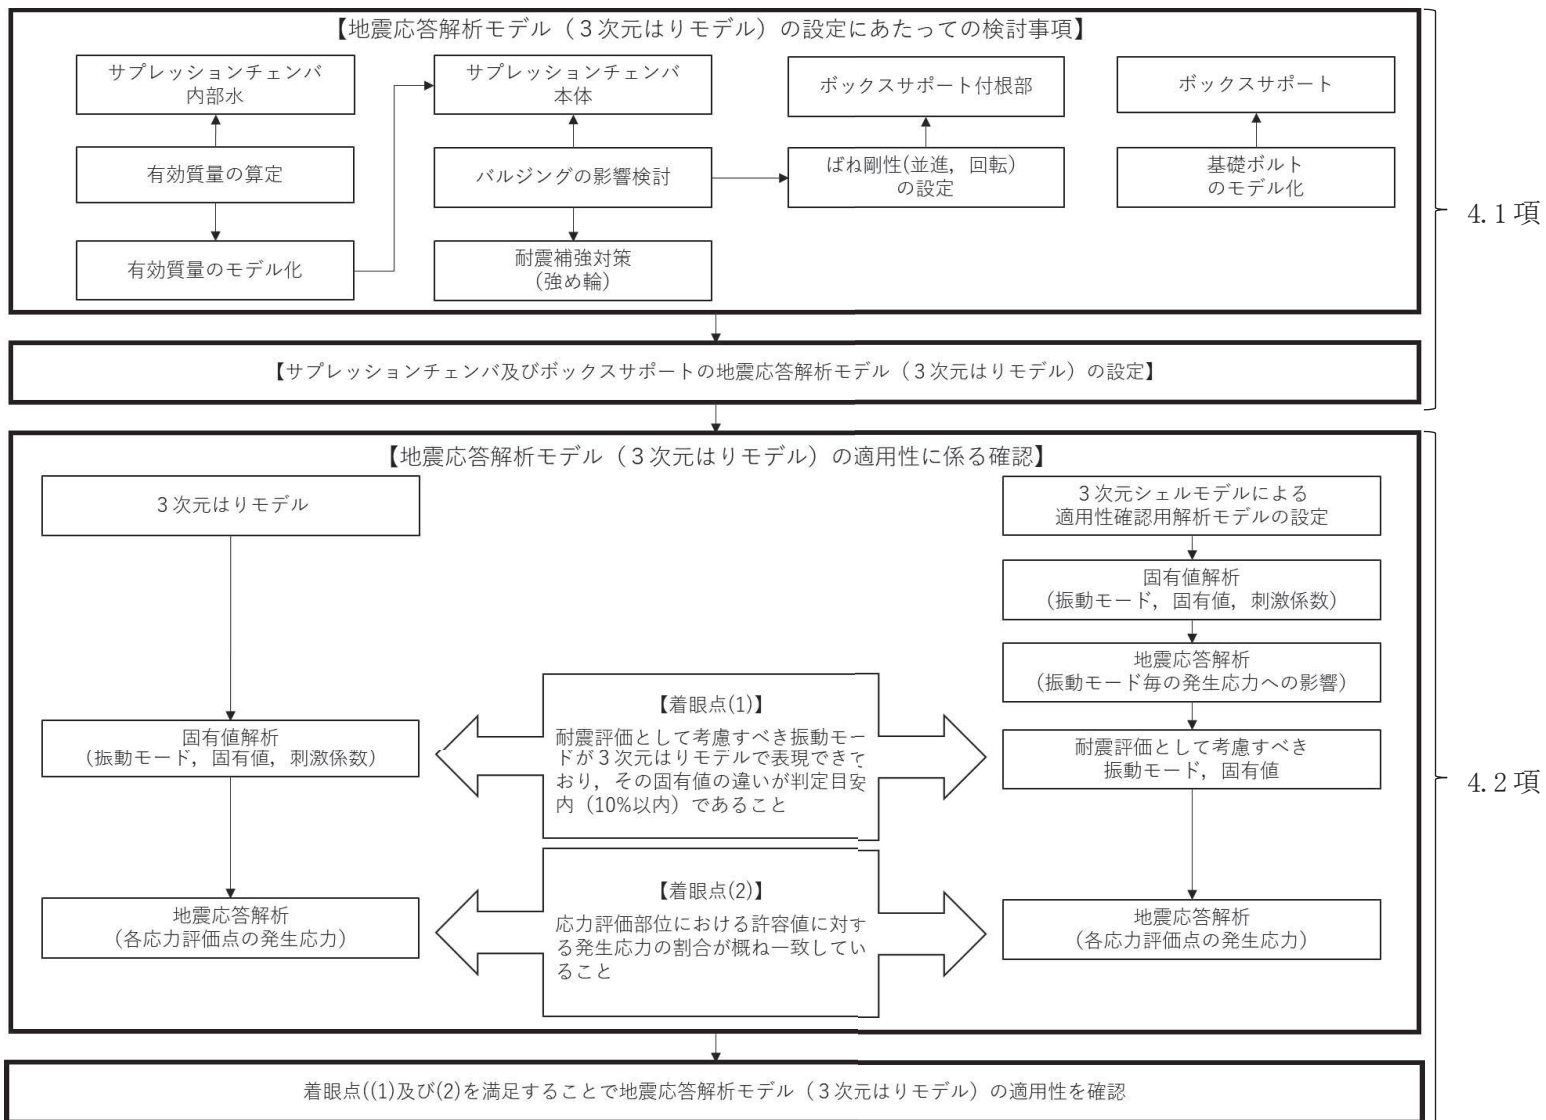 【地震応答解析モデル（３次元はりモデル）の設定にあたっての検討事項】
サプレッションチェンバ
内部水
サプレッションチェンバ
本体
ボックスサポート付根部
ボックスサポート
有効質量の算定
バルジングの影響検討
ばね剛性(並進，回転)
の設定
基礎ボルト
のモデル化
有効質量のモデル化
耐震補強対策
(強め輪)
4.1項
【サプレッションチェンバ及びボックスサポートの地震応答解析モデル（３次元はりモデル）の設定】
【地震応答解析モデル（３次元はりモデル）の適用性に係る確認】
３次元はりモデル
３次元シェルモデルによる
適用性確認用解析モデルの設定
固有値解析
(振動モード，固有値，刺激係数)
地震応答解析
(振動モード毎の発生応力への影響)
固有値解析
(振動モード，固有値，刺激係数)
【着眼点(1)】
耐震評価として考慮すべき振動モー
ドが３次元はりモデルで表現できて
おり，その固有値の違いが判定目安
内（10%以内）であること
耐震評価として考慮すべき
振動モード，固有値
4.2項
地震応答解析
(各応力評価点の発生応力)
【着眼点(2)】
応力評価部位における許容値に対す
る発生応力の割合が概ね一致してい
ること
地震応答解析
(各応力評価点の発生応力)
着眼点((1)及び(2)を満足することで地震応答解析モデル（３次元はりモデル）の適用性を確認